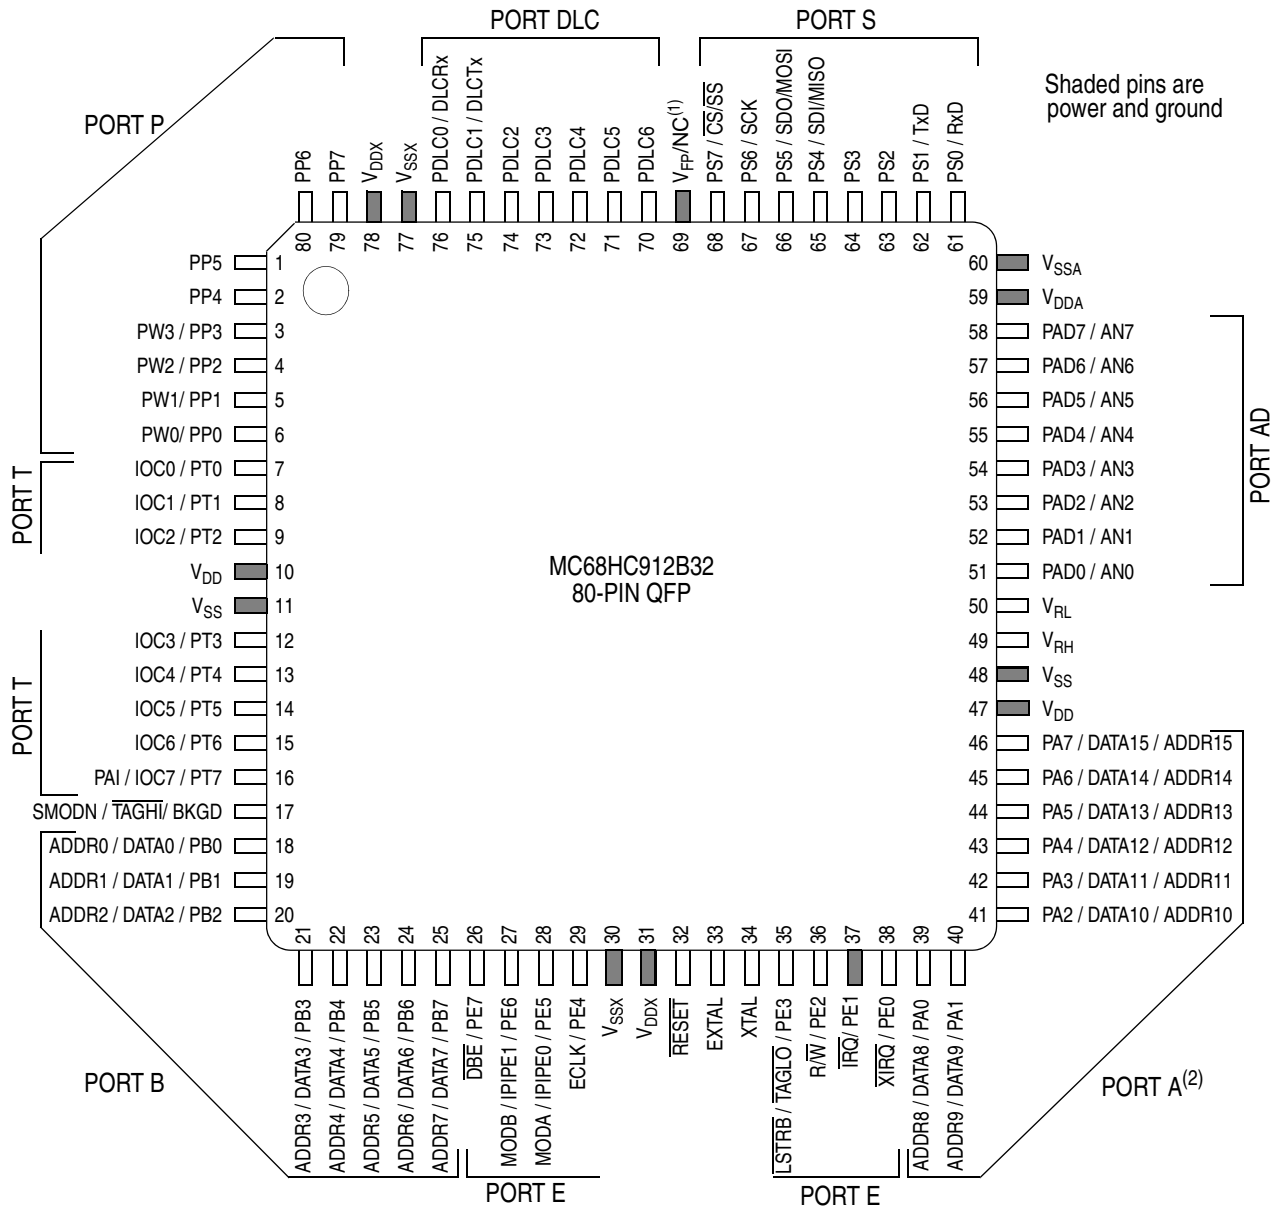 PORT DLC
PORT S
Shaded pins are
power and ground
PORT P
PP6
PP7
VDDX
VSSX
PDLC0 / DLCRx
PDLC1 / DLCTx
PDLC2
PDLC3
PDLC4
PDLC5
PDLC6
VFP/NC(1)
PS7 / CS/SS
PS6 / SCK
PS5 / SDO/MOSI
PS4 / SDI/MISO
PS3
PS2
PS1 / TxD
PS0 / RxD
80
79
78
77
76
75
74
73
72
71
70
69
68
67
66
65
64
63
62
61
PP5 1
PP4 2
PW3 / PP3 3
PW2 / PP2 4
PW1/ PP1 5
PW0/ PP0 6
PORT T
IOC0 / PT0 7
IOC1 / PT1 8
IOC2 / PT2 9
VDD 10
VSS 11
PORT T
IOC3 / PT3 12
IOC4 / PT4 13
IOC5 / PT5 14
IOC6 / PT6 15
PAI / IOC7 / PT7 16
SMODN / TAGHI/ BKGD 17
ADDR0 / DATA0 / PB0 18
ADDR1 / DATA1 / PB1 19
ADDR2 / DATA2 / PB2 20
MC68HC912B32
80-PIN QFP
60 VSSA
59 VDDA
58 PAD7 / AN7
57 PAD6 / AN6
56 PAD5 / AN5
55 PAD4 / AN4
54 PAD3 / AN3
53 PAD2 / AN2
52 PAD1 / AN1
51 PAD0 / AN0
PORT AD
50 VRL
49 VRH
48 VSS
47 VDD
46 PA7 / DATA15 / ADDR15
45 PA6 / DATA14 / ADDR14
44 PA5 / DATA13 / ADDR13
43 PA4 / DATA12 / ADDR12
42 PA3 / DATA11 / ADDR11
41 PA2 / DATA10 / ADDR10
21
22
23
24
25
26
27
28
29
30
31
32
33
34
35
36
37
38
39
40
ADDR3 / DATA3 / PB3
ADDR4 / DATA4 / PB4
ADDR5 / DATA5 / PB5
ADDR6 / DATA6 / PB6
ADDR7 / DATA7 / PB7
DBE / PE7
MODB / IPIPE1 / PE6
MODA / IPIPE0 / PE5
ECLK / PE4
VSSX
VDDX
RESET
EXTAL
XTAL
LSTRB / TAGLO / PE3
R/W / PE2
IRQ / PE1
XIRQ / PE0
ADDR8 / DATA8 / PA0
ADDR9 / DATA9 / PA1
PORT B
PORT A(2)
PORT E
PORT E